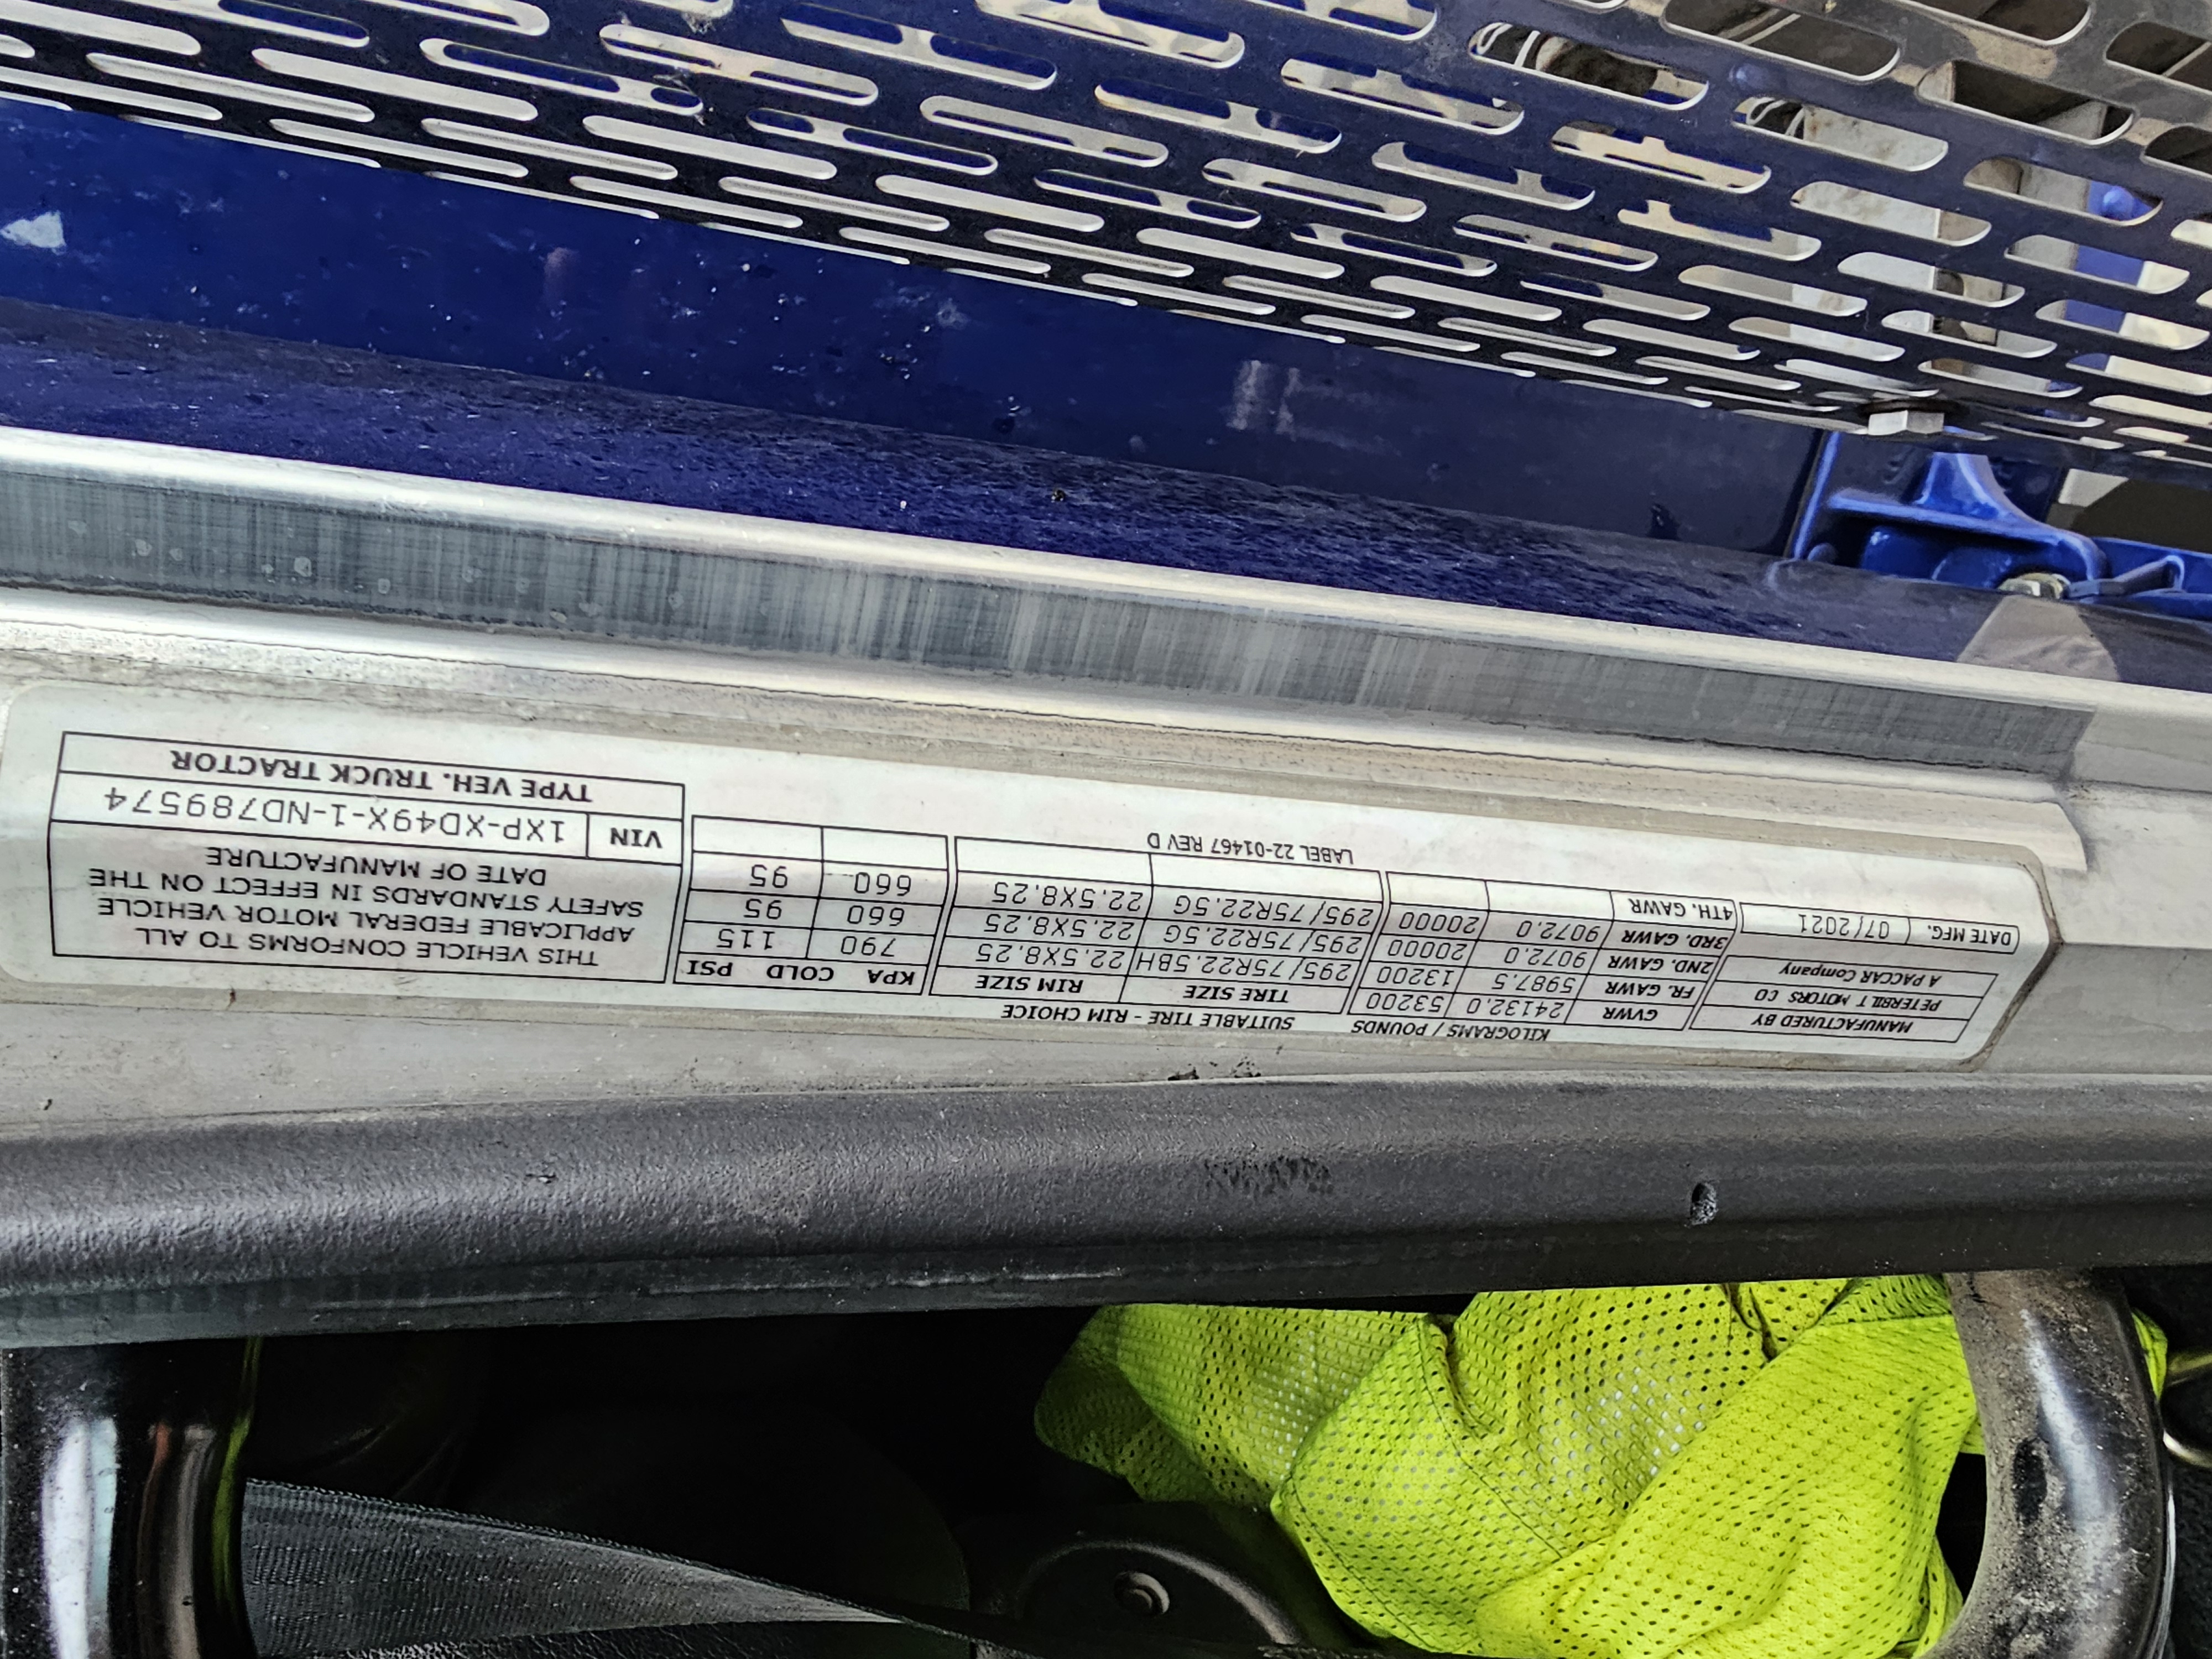 MANUFACTURED BY
PETERBILT MOTORS CO
A PACCAR Company
DATE MFG. 07/2021
KILOGRAMS / POUNDS
GVWR 24132.0 53200
FR. GAWR 5987.5 13200
2ND. GAWR 9072.0 20000
3RD. GAWR 9072.0 20000
4TH. GAWR
SUITABLE TIRE - RIM CHOICE
TIRE SIZE RIM SIZE
295/75R22.5BH 22.5X8.25
295/75R22.5G 22.5X8.25
295/75R22.5G 22.5X8.25
LABEL 22-01467 REV D
KPA COLD PSI
790 115
660 95
660 95
THIS VEHICLE CONFORMS TO ALL
APPLICABLE FEDERAL MOTOR VEHICLE
SAFETY STANDARDS IN EFFECT ON THE
DATE OF MANUFACTURE
VIN 1XP-XD49X-1-ND789574
TYPE VEH. TRUCK TRACTOR